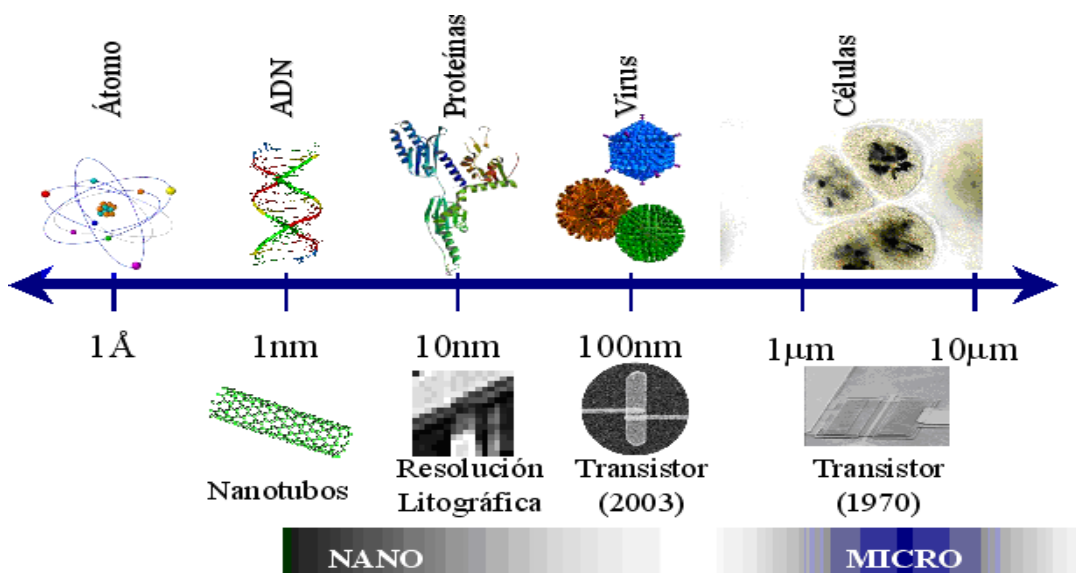 Átomo
ADN
Proteínas
Virus
Células
1Å
1nm
10nm
100nm
1μm
10μm
Nanotubos
Resolución
Litográfica
Transistor
(2003)
Transistor
(1970)
NANO
MICRO